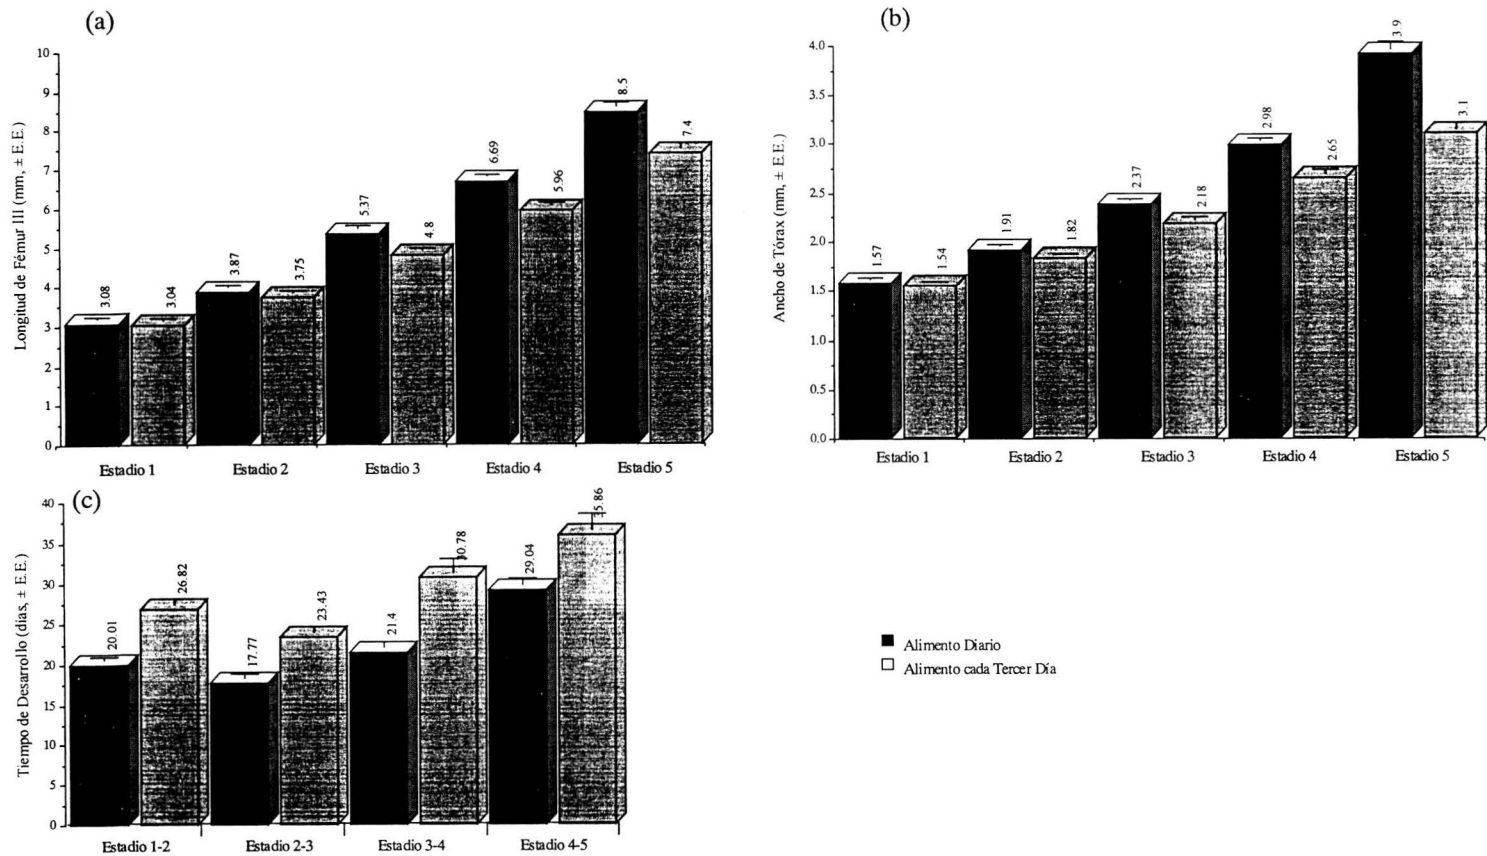 (a)
Longitud de Fémur III (mm, ± E.E.)
10
9
8
7
6
5
4
3
2
1
0
3.08
3.04
3.87
3.75
5.37
4.8
6.69
5.96
8.5
7.4
Estadio 1
Estadio 2
Estadio 3
Estadio 4
Estadio 5
(b)
Ancho de Tórax (mm, ± E.E.)
4.0
3.5
3.0
2.5
2.0
1.5
1.0
0.5
0.0
1.57
1.54
1.91
1.82
2.37
2.18
2.98
2.65
3.9
3.1
Estadio 1
Estadio 2
Estadio 3
Estadio 4
Estadio 5
(c)
Tiempo de Desarrollo (días, ± E.E.)
40
35
30
25
20
15
10
5
0
20.01
26.82
17.77
23.43
21.4
30.78
29.04
35.86
Estadio 1-2
Estadio 2-3
Estadio 3-4
Estadio 4-5
Alimento Diario
Alimento cada Tercer Día